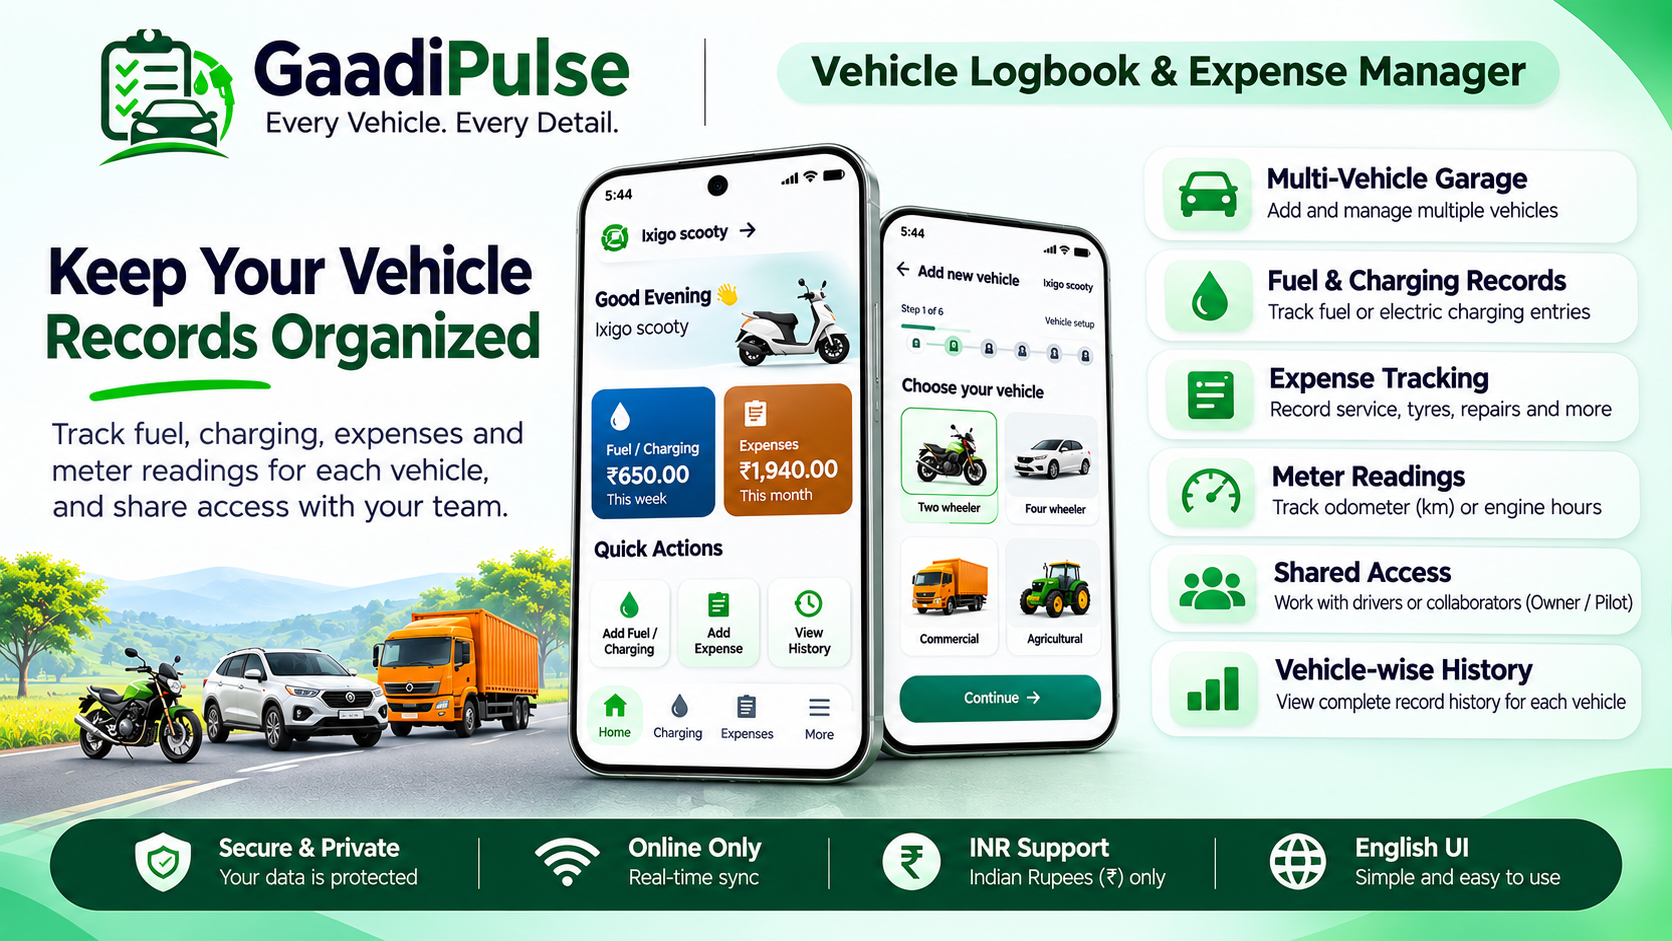 GaadiPulse
Every Vehicle. Every Detail.
Vehicle Logbook & Expense Manager
Keep Your Vehicle
Records Organized
Track fuel, charging, expenses and
meter readings for each vehicle,
and share access with your team.
5:44
Ixigo scooty →
Good Evening 👋
Ixigo scooty
Fuel / Charging
₹650.00
This week
Expenses
₹1,940.00
This month
Quick Actions
Add Fuel /
Charging
Add
Expense
View
History
Home
Charging
Expenses
More
5:44
← Add new vehicle
Ixigo scooty
Step 1 of 6
Vehicle setup
Choose your vehicle
Two wheeler
Four wheeler
Commercial
Agricultural
Continue →
Multi-Vehicle Garage
Add and manage multiple vehicles
Fuel & Charging Records
Track fuel or electric charging entries
Expense Tracking
Record service, tyres, repairs and more
Meter Readings
Track odometer (km) or engine hours
Shared Access
Work with drivers or collaborators (Owner / Pilot)
Vehicle-wise History
View complete record history for each vehicle
Secure & Private
Your data is protected
Online Only
Real-time sync
₹
INR Support
Indian Rupees (₹) only
English UI
Simple and easy to use